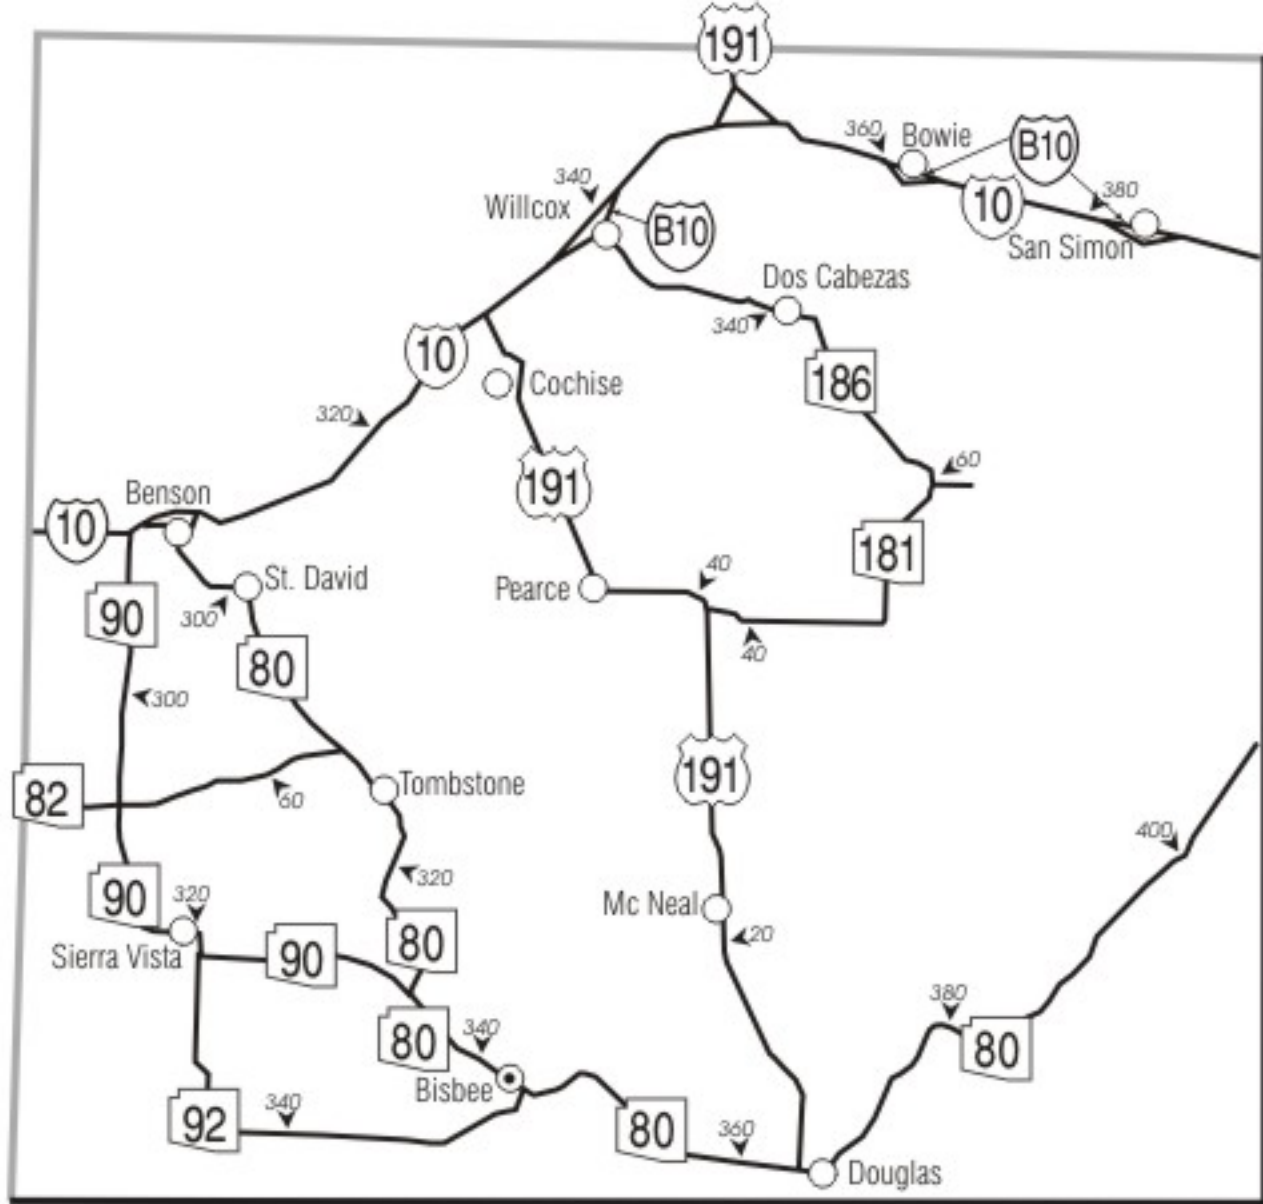 191
360
Bowie
B10
340
Willcox
380
10
B10
San Simon
Dos Cabezas
340
10
186
Cochise
320
60
191
Benson
10
181
St. David
Pearce
40
300
90
40
80
300
191
82
60
Tombstone
400
90
320
320
Mc Neal
20
80
Sierra Vista
90
380
80
340
80
Bisbee
92
340
80
360
Douglas